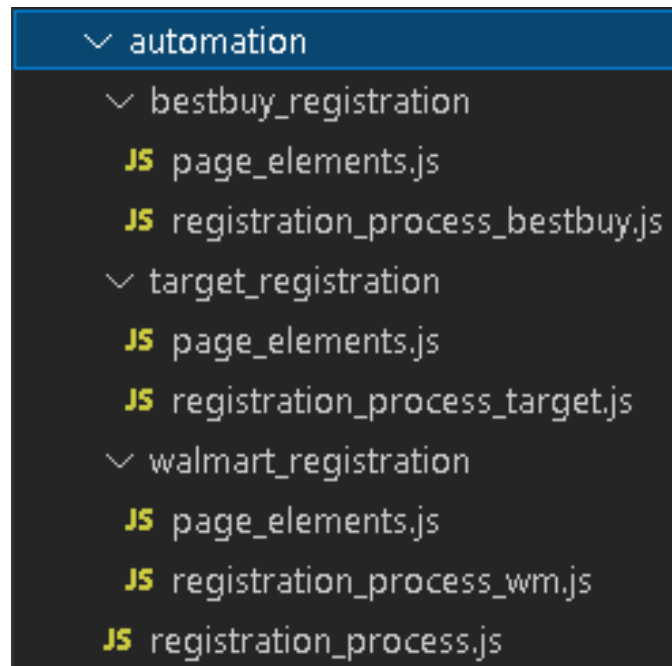 automation
bestbuy_registration
JS page_elements.js
JS registration_process_bestbuy.js
target_registration
JS page_elements.js
JS registration_process_target.js
walmart_registration
JS page_elements.js
JS registration_process_wm.js
JS registration_process.js